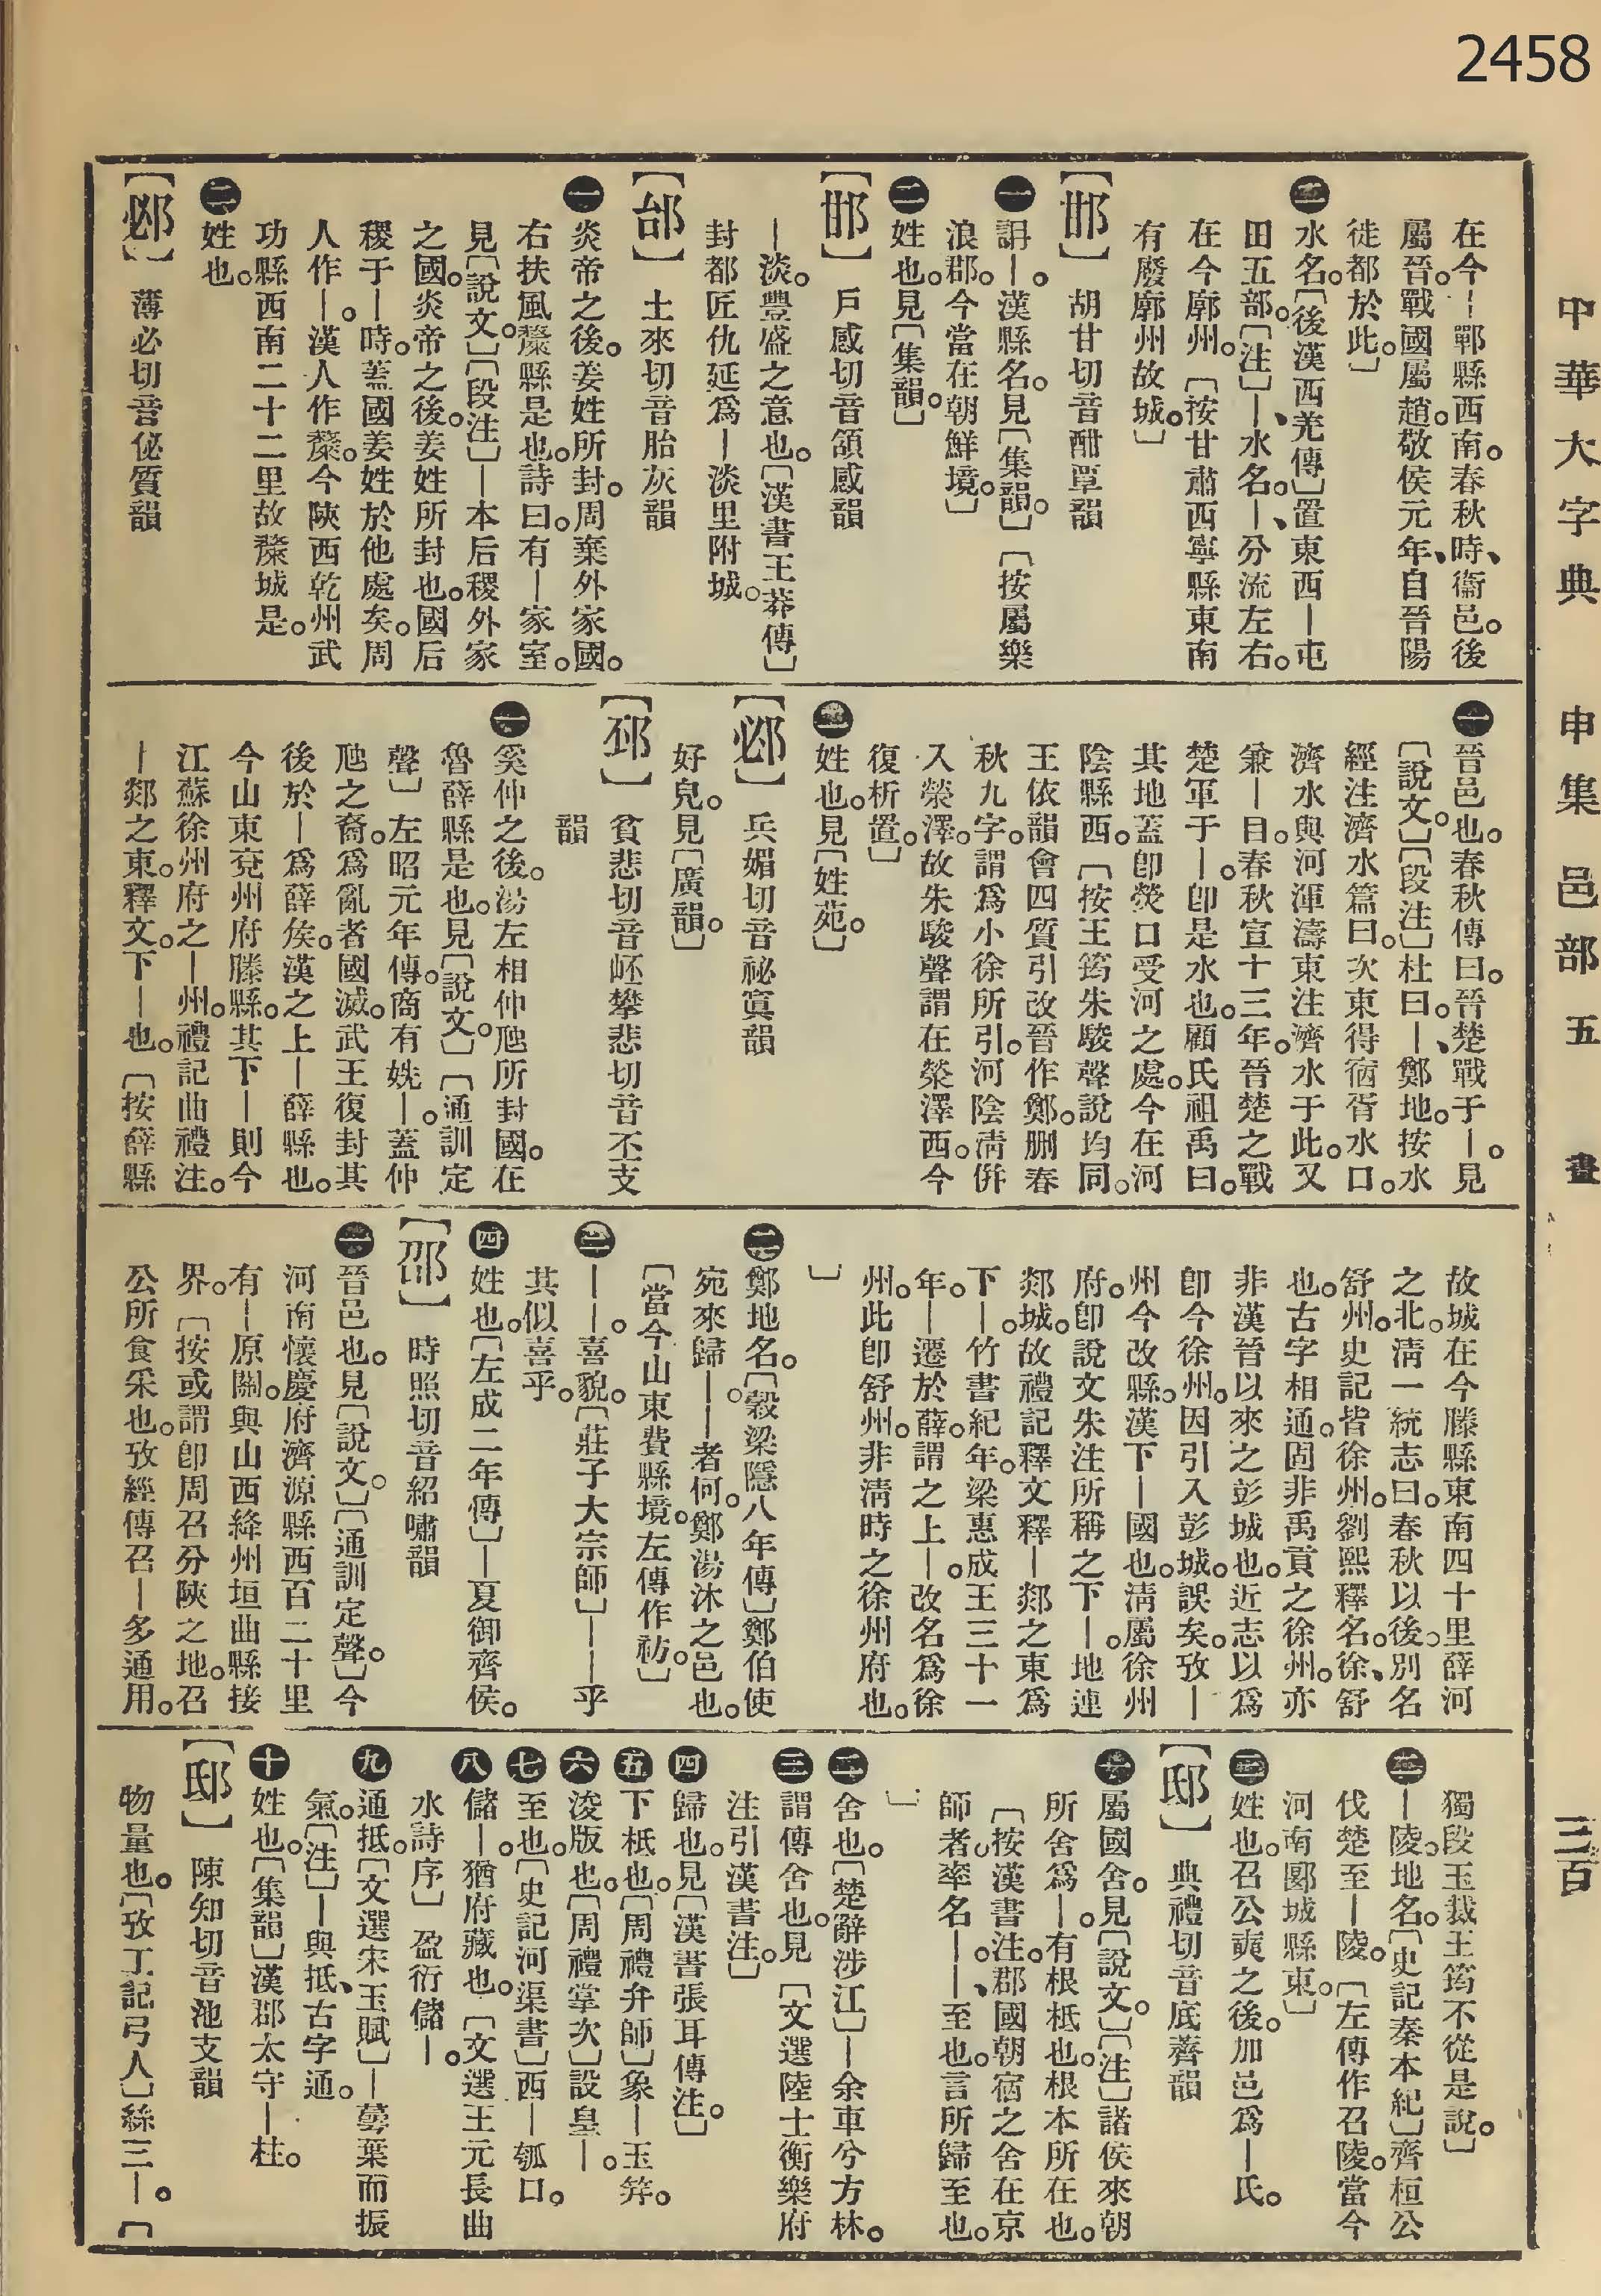 2458
中華大字典 申集 邑部 五畫 三百
在今︱鄲縣西南。春秋時、衞邑。後
屬晉。戰國屬趙。敬侯元年、自晉陽
徙都於此。〕
㊁水名。〔後漢西羌傳〕置東西︱屯
田五部。〔注〕︱、水名。︱、分流左右。
在今廓州。〔按甘肅西寧縣東南
有廢廓州故城。〕
〔邯〕 胡甘切音酣覃韻
㊀䛁︱。漢縣名。見〔集韻。〕〔按屬樂
浪郡。今當在朝鮮境。〕
㊁姓也。見〔集韻。〕
〔邯〕 戶感切音頷感韻
︱淡。豐盛之意也。〔漢書王莽傳〕
封都匠仇延爲︱淡里附城。
〔邰〕 土來切音胎灰韻
㊀炎帝之後。姜姓所封。周棄外家國。
右扶風斄縣是也。詩曰。有︱家室。
見〔說文。〕〔段注〕︱本后稷外家
之國。炎帝之後。姜姓所封也。國后
稷于︱時。蓋國姜姓於他處矣。周
人作︱。漢人作斄。今陝西乾州武
功縣西南二十二里故斄城是。
㊁姓也。
〔邲〕 薄必切音佖質韻
㊀晉邑也。春秋傳曰。晉楚戰于︱。見
〔說文。〕〔段注〕杜曰。︱、鄭地。按水
經注濟水篇曰。次東得宿胥水口。
濟水與河渾濤東注濟水于此。又
兼︱目。春秋宣十三年。晉楚之戰
楚軍于︱。卽是水也。顧氏祖禹曰。
其地蓋卽滎口受河之處。今在河
陰縣西。〔按王筠朱駿聲說均同。
王依韻會四質引改晉作鄭。刪春
秋九字。謂爲小徐所引。河陰淸倂
入滎澤。故朱駿聲謂在滎澤西。今
復析置。〕
㊁姓也。見〔姓苑。〕
〔邲〕 兵媚切音祕寘韻
好皃。見〔廣韻。〕
〔邳〕 貧悲切音岯攀悲切音丕支
韻
㊀奚仲之後。湯左相仲虺所封國。在
魯薛縣是也。見〔說文。〕〔通訓定
聲〕左昭元年傳。商有姺︱。蓋仲
虺之裔。爲亂者國滅。武王復封其
後於︱爲薛矦。漢之上︱薛縣也。
今山東兗州府滕縣。其下︱則今
江蘇徐州府之︱州。禮記曲禮注。
︱郯之東。釋文。下︱也。〔按薛縣
故城在今滕縣東南四十里薛河
之北。淸一統志曰。春秋以後。別名
舒州。史記皆徐州。劉熙釋名。徐、舒
也。古字相通。固非禹貢之徐州。亦
非漢晉以來之彭城也。近志以爲
卽今徐州。因引入彭城。誤矣。攷︱
州今改縣。漢下︱國也。淸屬徐州
府。卽說文朱注所稱之下︱。地連
郯城。故禮記釋文釋︱郯之東爲
下︱。竹書紀年。梁惠成王三十一
年。︱遷於薛。謂之上︱。改名爲徐
州。此卽舒州。非淸時之徐州府也。
〕
㊁鄭地名。〔榖梁隱八年傳〕鄭伯使
宛來歸︱。︱者何。鄭湯沐之邑也。
〔當今山東費縣境。左傳作祊。〕
㊂︱︱。喜貌。〔莊子大宗師〕︱︱乎
其似喜乎。
㊃姓也。〔左成二年傳〕︱夏御齊侯。
〔邵〕 時照切音紹嘯韻
㊀晉邑也。見〔說文。〕〔通訓定聲。〕今
河南懷慶府濟源縣西百二十里
有︱原關。與山西絳州垣曲縣接
界。〔按或謂卽周召分陝之地。召
公所食采也。攷經傳召︱多通用。
獨段玉裁王筠不從是說。〕
㊁︱陵。地名。〔史記秦本紀〕齊桓公
伐楚至︱陵。〔左傳作召陵。當今
河南郾城縣東。〕
㊂姓也。召公奭之後。加邑爲︱氏。
〔邸〕 典禮切音底薺韻
㊀屬國舍。見〔說文。〕〔注〕諸侯來朝
所舍爲︱。有根柢也。根本所在也。
〔按漢書注。郡國朝宿之舍在京
師者。率名︱。︱、至也。言所歸至也。
〕
㊁舍也。〔楚辭涉江〕︱余車兮方林。
㊂謂傳舍也。見〔文選陸士衡樂府
注引漢書注。〕
㊃歸也。見〔漢書張耳傳注。〕
㊄下柢也。〔周禮弁師〕象︱玉笄。
㊅淩版也。〔周禮掌次〕設皇︱。
㊆至也。〔史記河渠書〕西︱瓠口。
㊇儲︱。猶府藏也。〔文選王元長曲
水詩序〕盈衍儲︱。
㊈通抵。〔文選宋玉賦〕︱蕚葉而振
氣。〔注〕︱與抵、古字通。
㊉姓也。〔集韻〕漢郡太守︱柱。
〔邸〕 陳知切音池支韻
物量也。〔攷工記弓人〕絲三︱。〔